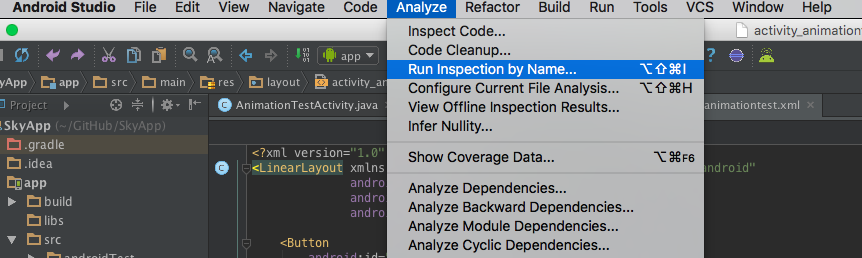 Android Studio File Edit View Navigate Code Analyze Refactor Build Run Tools VCS Window Help
activity_animation
app
SkyApp app src main res layout activity_
Project
AnimationTestActivity.java
animationtest.xml
SkyApp (~/GitHub/SkyApp)
.gradle
.idea
app
build
libs
src
androidTest
<?xml version="1.0"
<LinearLayout xmlns android"
andro
andro
andro
<Button
android:id=
Inspect Code...
Code Cleanup...
Run Inspection by Name... ⌥⇧⌘I
Configure Current File Analysis... ⌥⇧⌘H
View Offline Inspection Results...
Infer Nullity...
Show Coverage Data... ⌥⌘F6
Analyze Dependencies...
Analyze Backward Dependencies...
Analyze Module Dependencies...
Analyze Cyclic Dependencies...